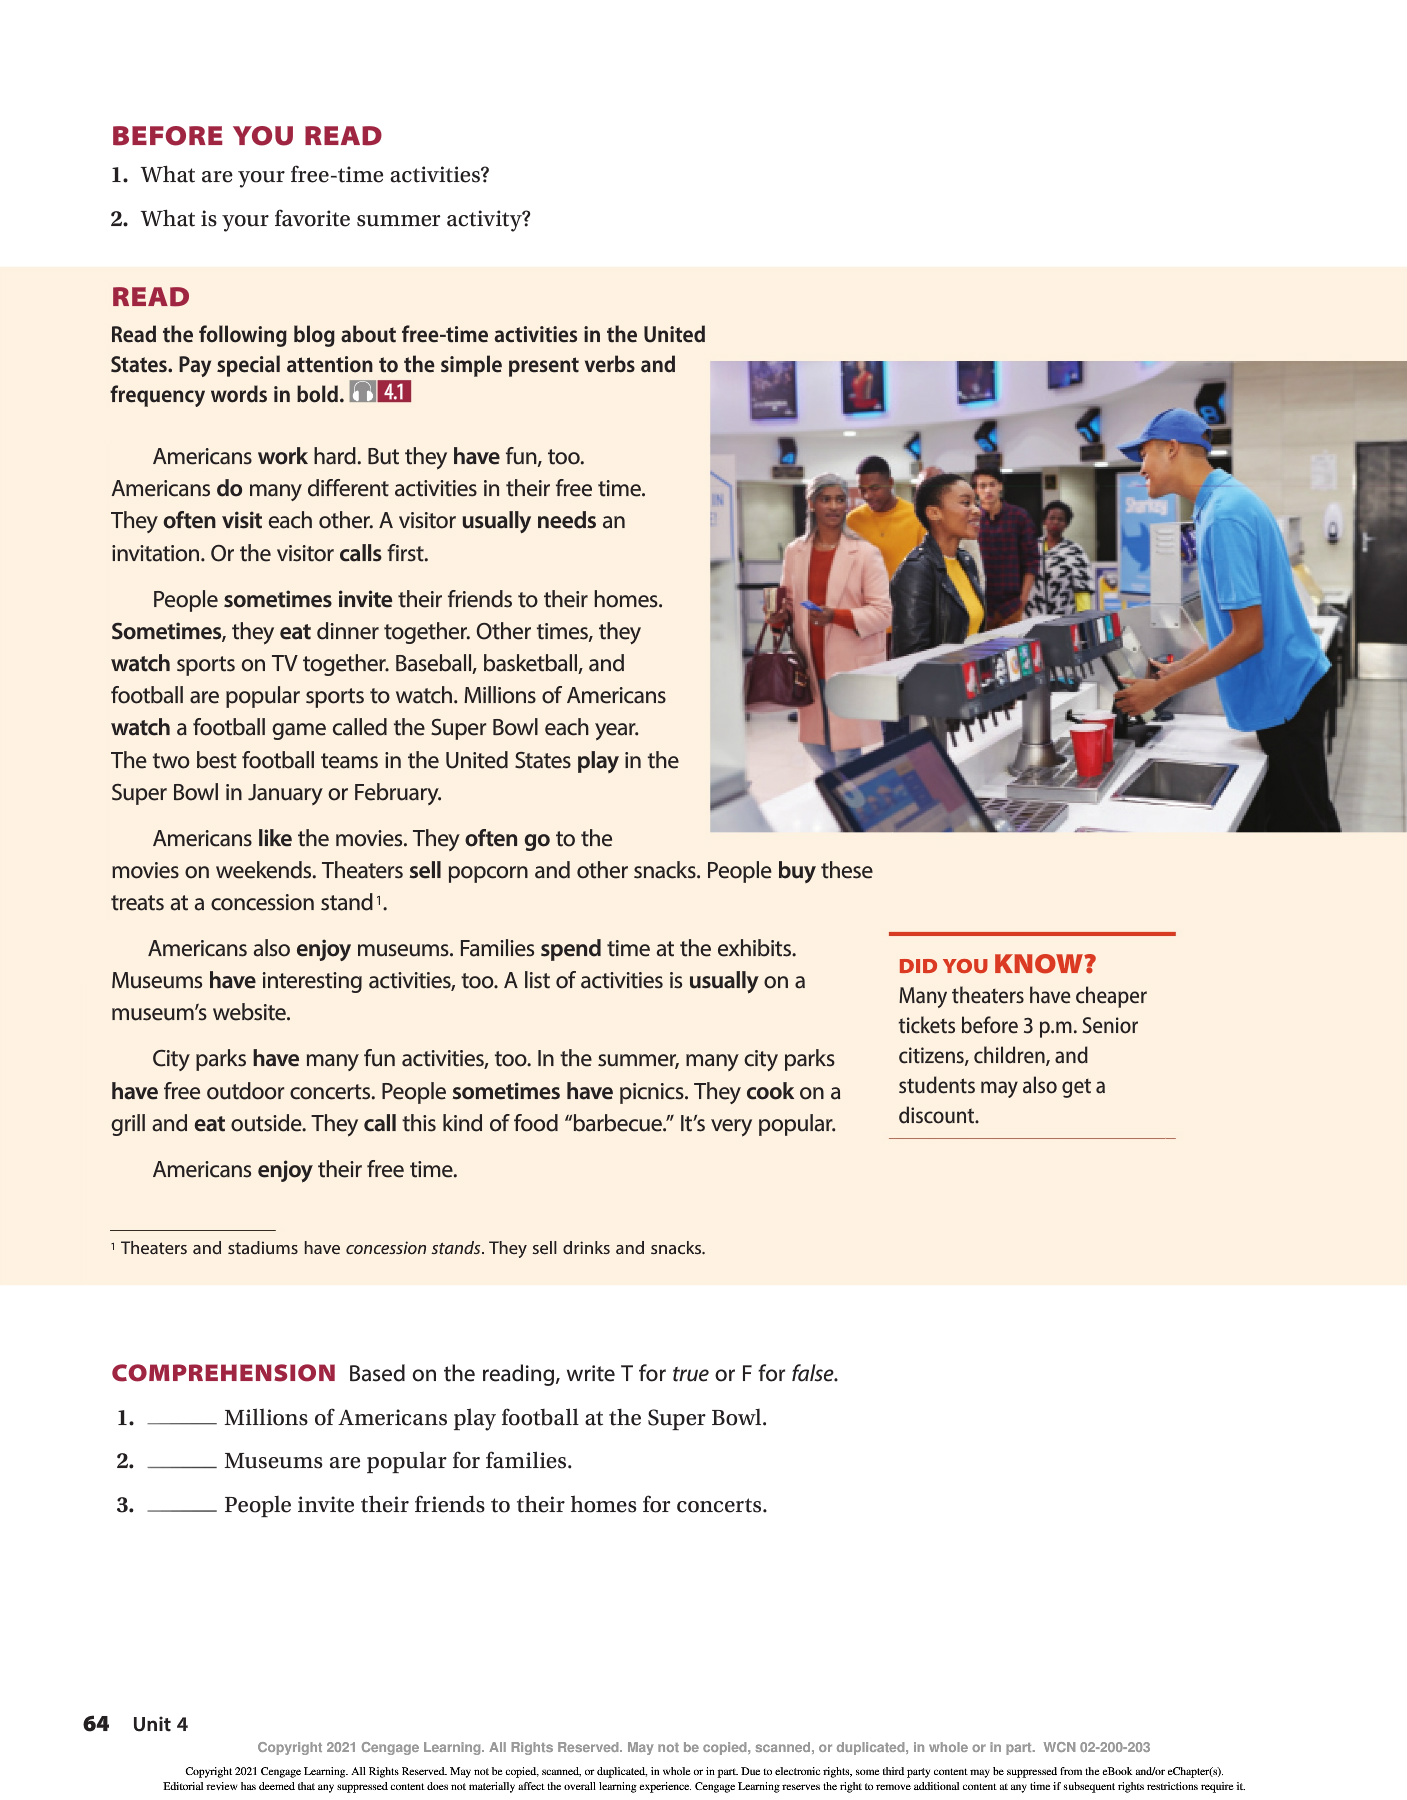 BEFORE YOU READ
1. What are your free-time activities?
2. What is your favorite summer activity?
READ
Read the following blog about free-time activities in the United
States. Pay special attention to the simple present verbs and
frequency words in bold. 4.1
Americans work hard. But they have fun, too.
Americans do many different activities in their free time.
They often visit each other. A visitor usually needs an
invitation. Or the visitor calls first.
People sometimes invite their friends to their homes.
Sometimes, they eat dinner together. Other times, they
watch sports on TV together. Baseball, basketball, and
football are popular sports to watch. Millions of Americans
watch a football game called the Super Bowl each year.
The two best football teams in the United States play in the
Super Bowl in January or February.
Americans like the movies. They often go to the
movies on weekends. Theaters sell popcorn and other snacks. People buy these
treats at a concession stand1.
Americans also enjoy museums. Families spend time at the exhibits.
Museums have interesting activities, too. A list of activities is usually on a
museum's website.
City parks have many fun activities, too. In the summer, many city parks
have free outdoor concerts. People sometimes have picnics. They cook on a
grill and eat outside. They call this kind of food "barbecue." It's very popular.
Americans enjoy their free time.
DID YOU KNOW?
Many theaters have cheaper
tickets before 3 p.m. Senior
citizens, children, and
students may also get a
discount.
1 Theaters and stadiums have concession stands. They sell drinks and snacks.
COMPREHENSION Based on the reading, write T for true or F for false.
1. ______ Millions of Americans play football at the Super Bowl.
2. ______ Museums are popular for families.
3. ______ People invite their friends to their homes for concerts.
64 Unit 4
Copyright 2021 Cengage Learning. All Rights Reserved. May not be copied, scanned, or duplicated, in whole or in part. WCN 02-200-203
Copyright 2021 Cengage Learning. All Rights Reserved. May not be copied, scanned, or duplicated, in whole or in part. Due to electronic rights, some third party content may be suppressed from the eBook and/or eChapter(s).
Editorial review has deemed that any suppressed content does not materially affect the overall learning experience. Cengage Learning reserves the right to remove additional content at any time if subsequent rights restrictions require it.